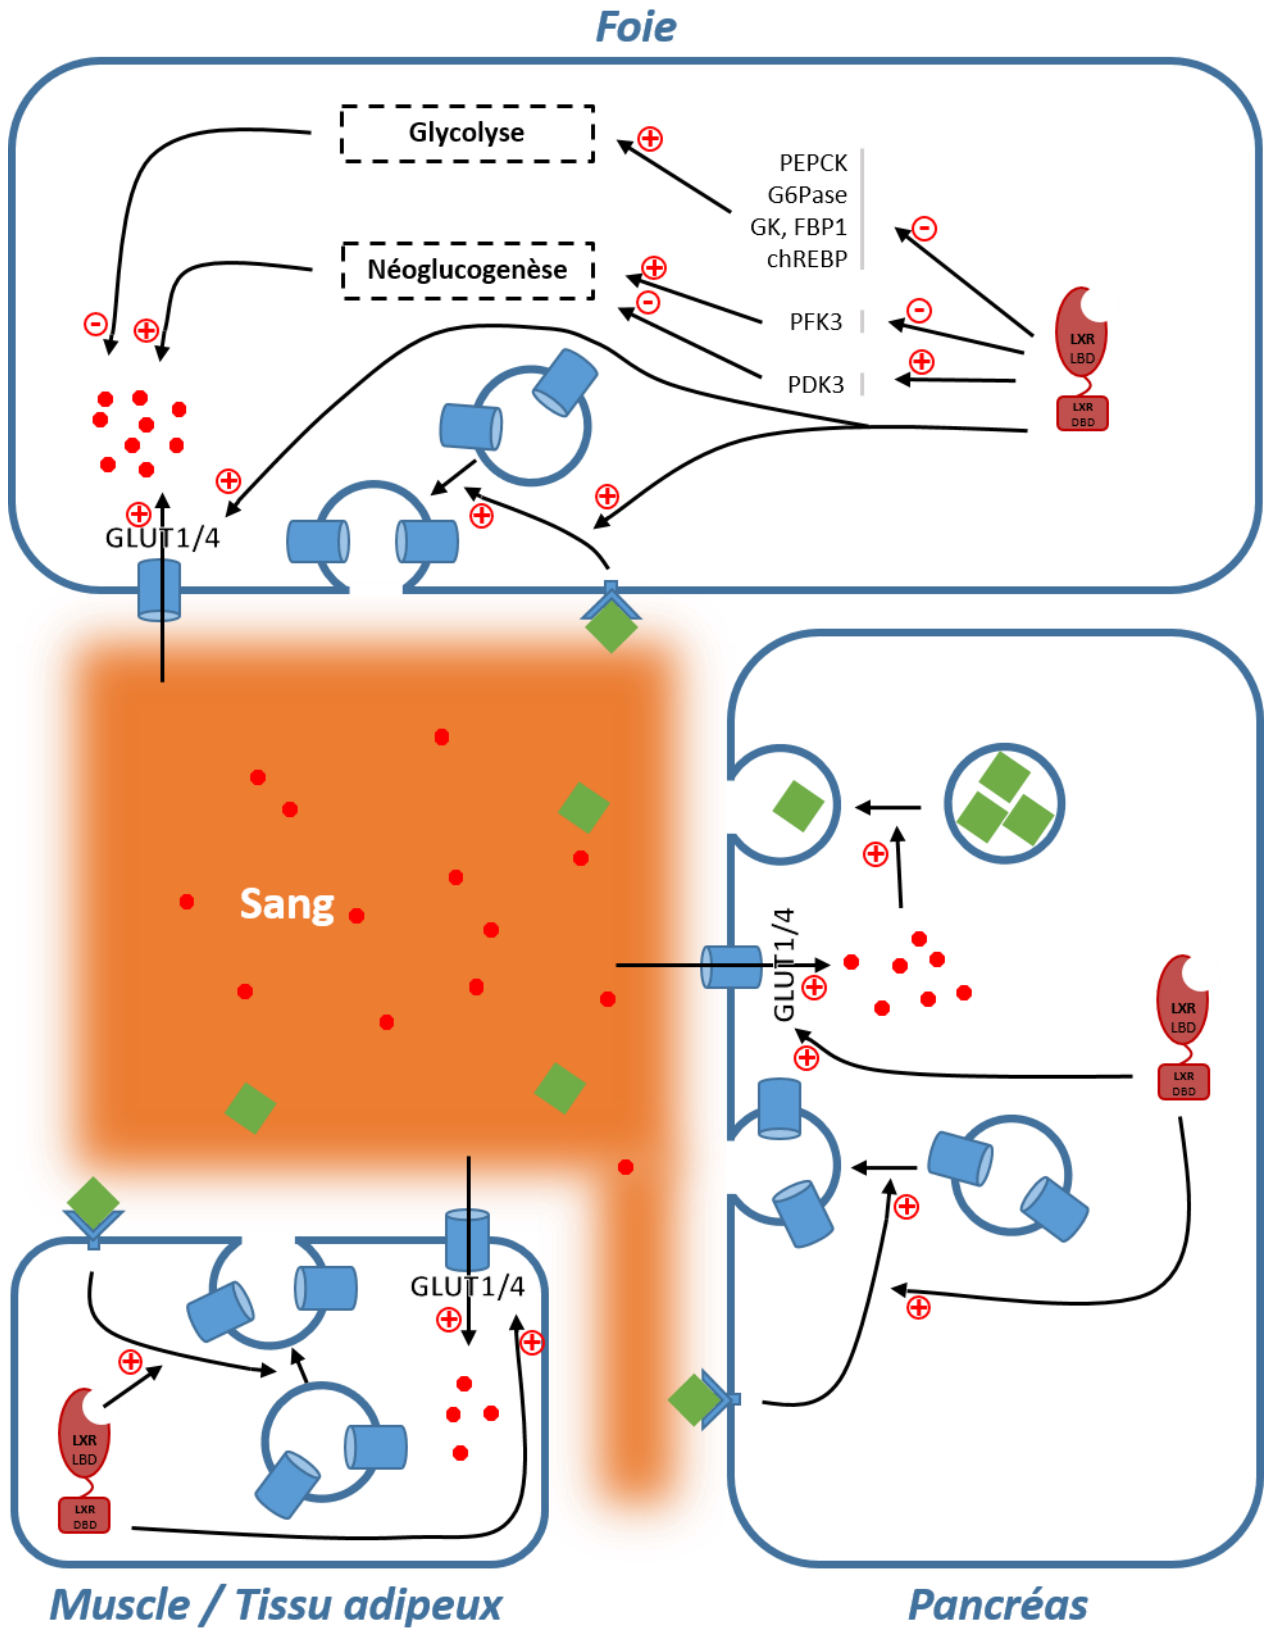 Foie
Glycolyse
PEPCK
G6Pase
GK, FBP1
chREBP
Néoglucogenèse
PFK3
PDK3
LXR
LBD
LXR
DBD
GLUT1/4
Sang
GLUT1/4
LXR
LBD
LXR
DBD
GLUT1/4
LXR
LBD
LXR
DBD
Muscle / Tissu adipeux
Pancréas